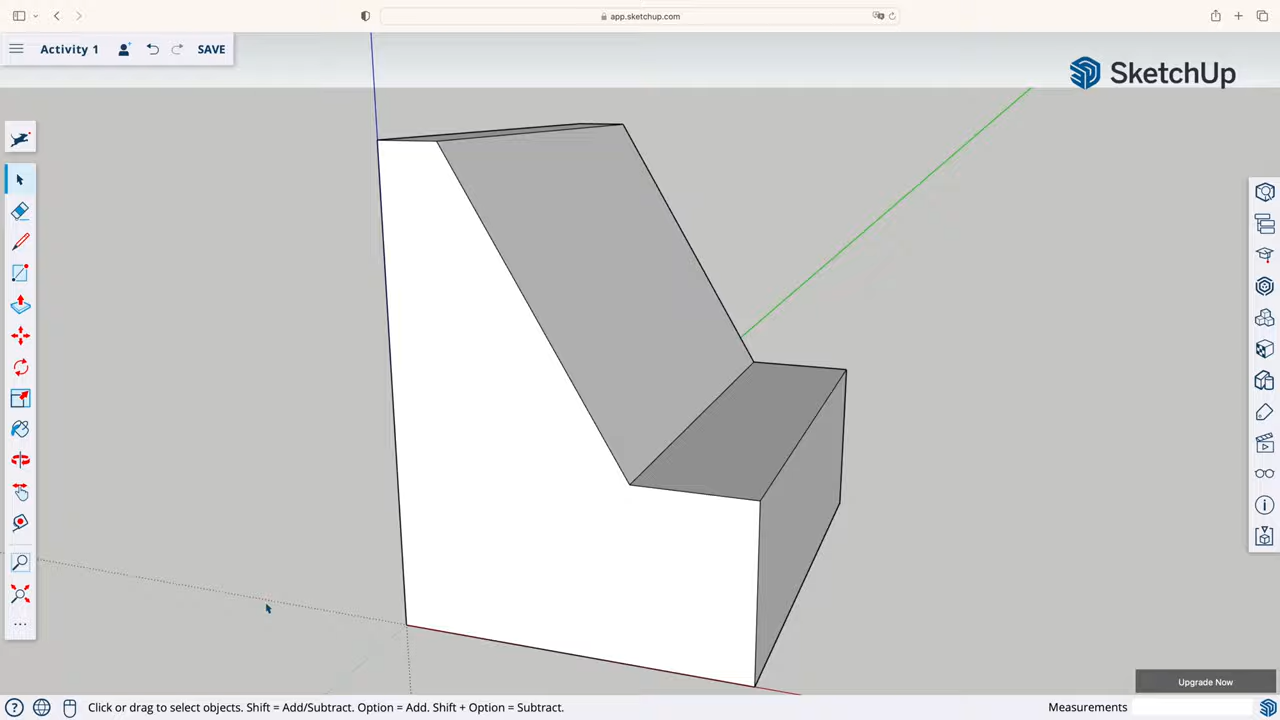 app.sketchup.com
Activity 1
SAVE
SketchUp
Upgrade Now
Click or drag to select objects. Shift = Add/Subtract. Option = Add. Shift + Option = Subtract.
Measurements